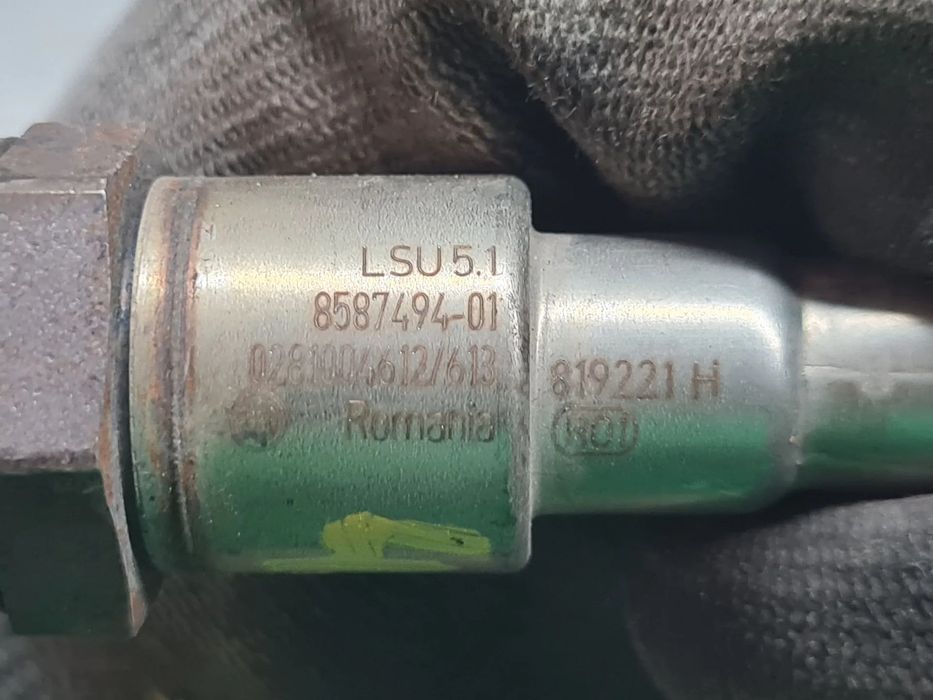 LSU 5.1
8587494-01
0281004612/613
Romania
819221 H